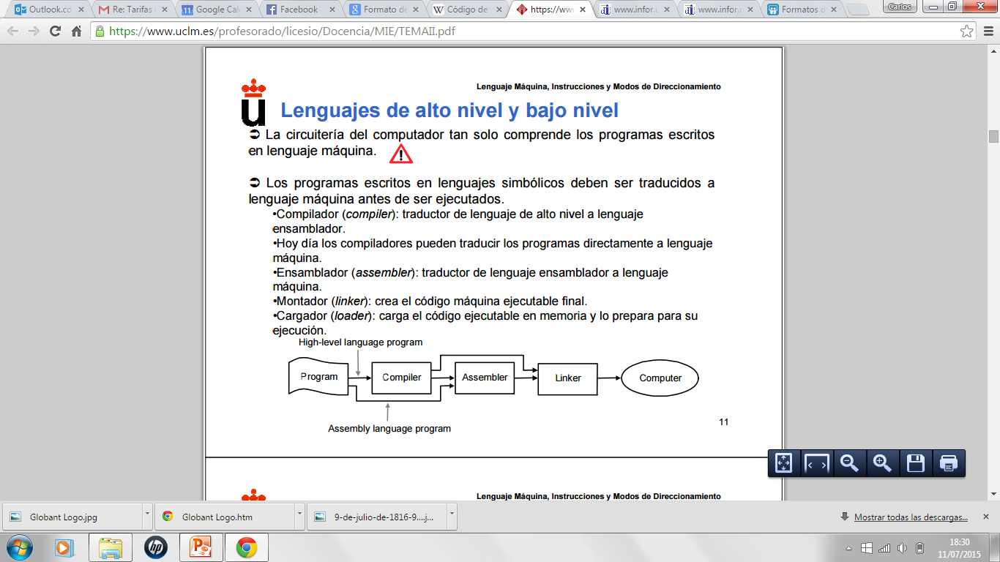 Outlook.co
Re: Tarifas
Google Cal
Facebook
Formato de
Código de
https://ww
www.infor.u
www.infor.u
Formatos d
Carlos
https://www.uclm.es/profesorado/licesio/Docencia/MIE/TEMAII.pdf
Lenguaje Máquina, Instrucciones y Modos de Direccionamiento
Lenguajes de alto nivel y bajo nivel
➲ La circuitería del computador tan solo comprende los programas escritos
en lenguaje máquina.
➲ Los programas escritos en lenguajes simbólicos deben ser traducidos a
lenguaje máquina antes de ser ejecutados.
•Compilador (compiler): traductor de lenguaje de alto nivel a lenguaje
ensamblador.
•Hoy día los compiladores pueden traducir los programas directamente a lenguaje
máquina.
•Ensamblador (assembler): traductor de lenguaje ensamblador a lenguaje
máquina.
•Montador (linker): crea el código máquina ejecutable final.
•Cargador (loader): carga el código ejecutable en memoria y lo prepara para su
ejecución.
High-level language program
Program
Compiler
Assembler
Linker
Computer
Assembly language program
11
Lenguaje Máquina, Instrucciones y Modos de Direccionamiento
Globant Logo.jpg
Globant Logo.htm
9-de-julio-de-1816-9....j...
Mostrar todas las descargas...
18:30
11/07/2015